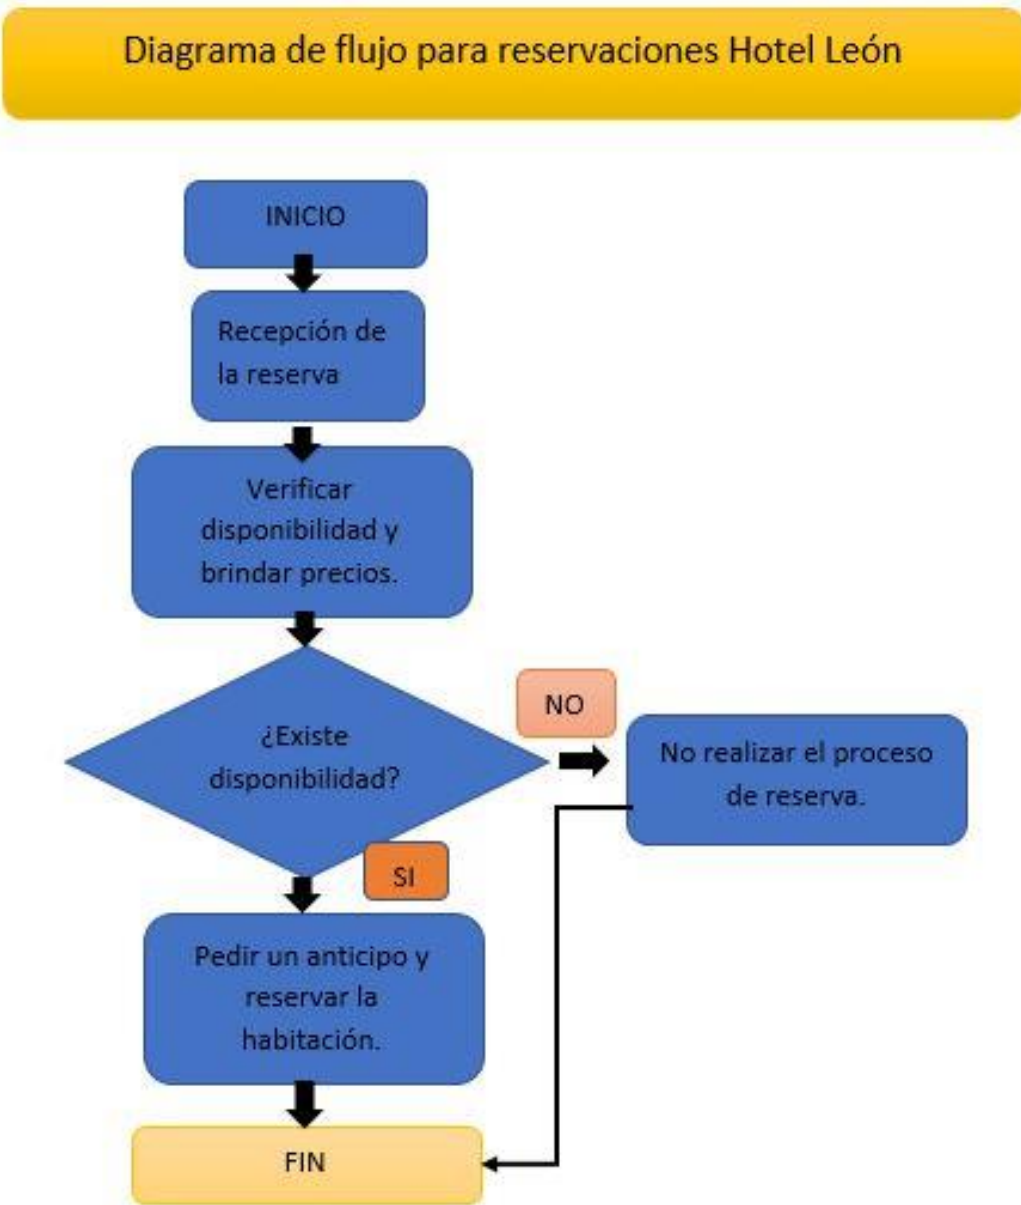 Diagrama de flujo para reservaciones Hotel León
INICIO
Recepción de
la reserva
Verificar
disponibilidad y
brindar precios.
¿Existe
disponibilidad?
NO
No realizar el proceso
de reserva.
SI
Pedir un anticipo y
reservar la
habitación.
FIN